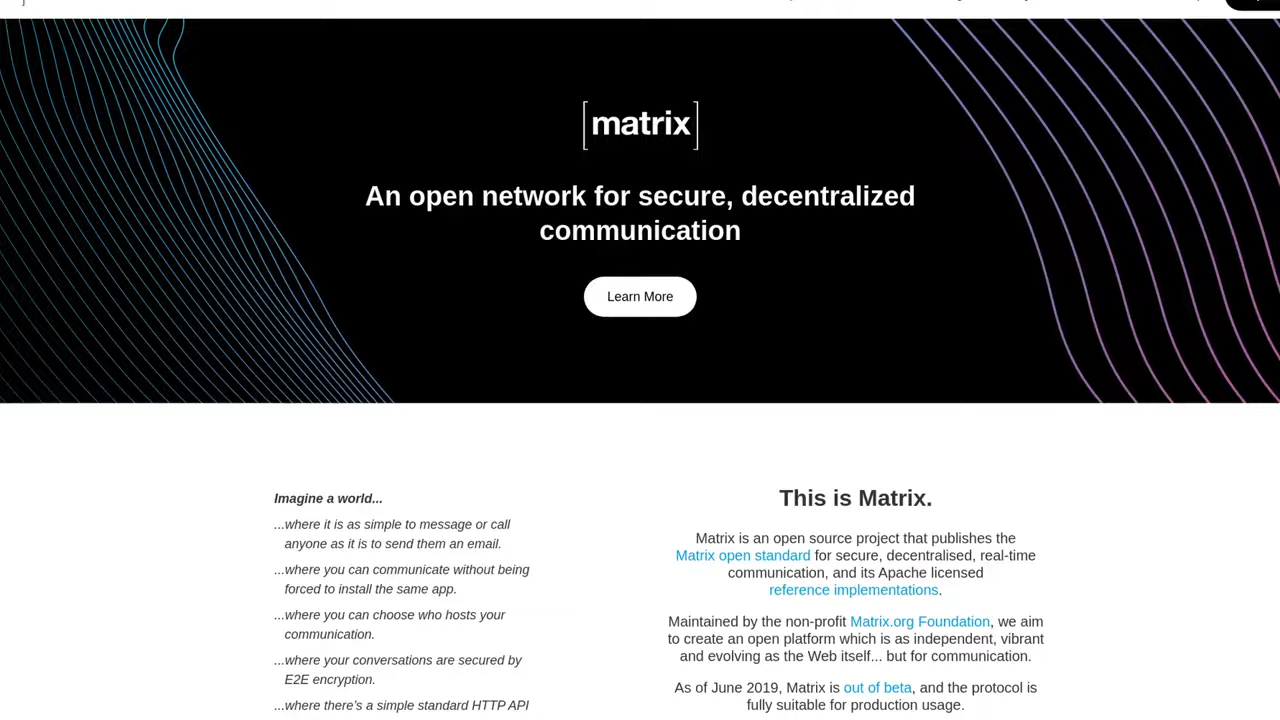 [matrix]
An open network for secure, decentralized
communication
Learn More
Imagine a world...
...where it is as simple to message or call
anyone as it is to send them an email.
...where you can communicate without being
forced to install the same app.
...where you can choose who hosts your
communication.
...where your conversations are secured by
E2E encryption.
...where there's a simple standard HTTP API
This is Matrix.
Matrix is an open source project that publishes the
Matrix open standard for secure, decentralised, real-time
communication, and its Apache licensed
reference implementations.
Maintained by the non-profit Matrix.org Foundation, we aim
to create an open platform which is as independent, vibrant
and evolving as the Web itself... but for communication.
As of June 2019, Matrix is out of beta, and the protocol is
fully suitable for production usage.